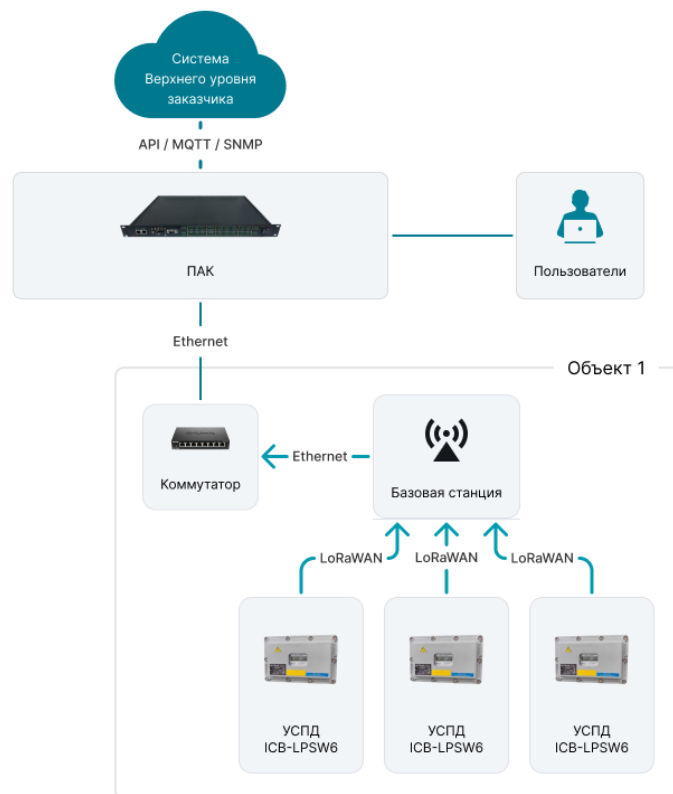 Система
Верхнего уровня
заказчика
API / MQTT / SNMP
ПАК
Пользователи
Ethernet
Объект 1
Коммутатор
Ethernet
Базовая станция
LoRaWAN
LoRaWAN
LoRaWAN
УСПД
ICB-LPSW6
УСПД
ICB-LPSW6
УСПД
ICB-LPSW6